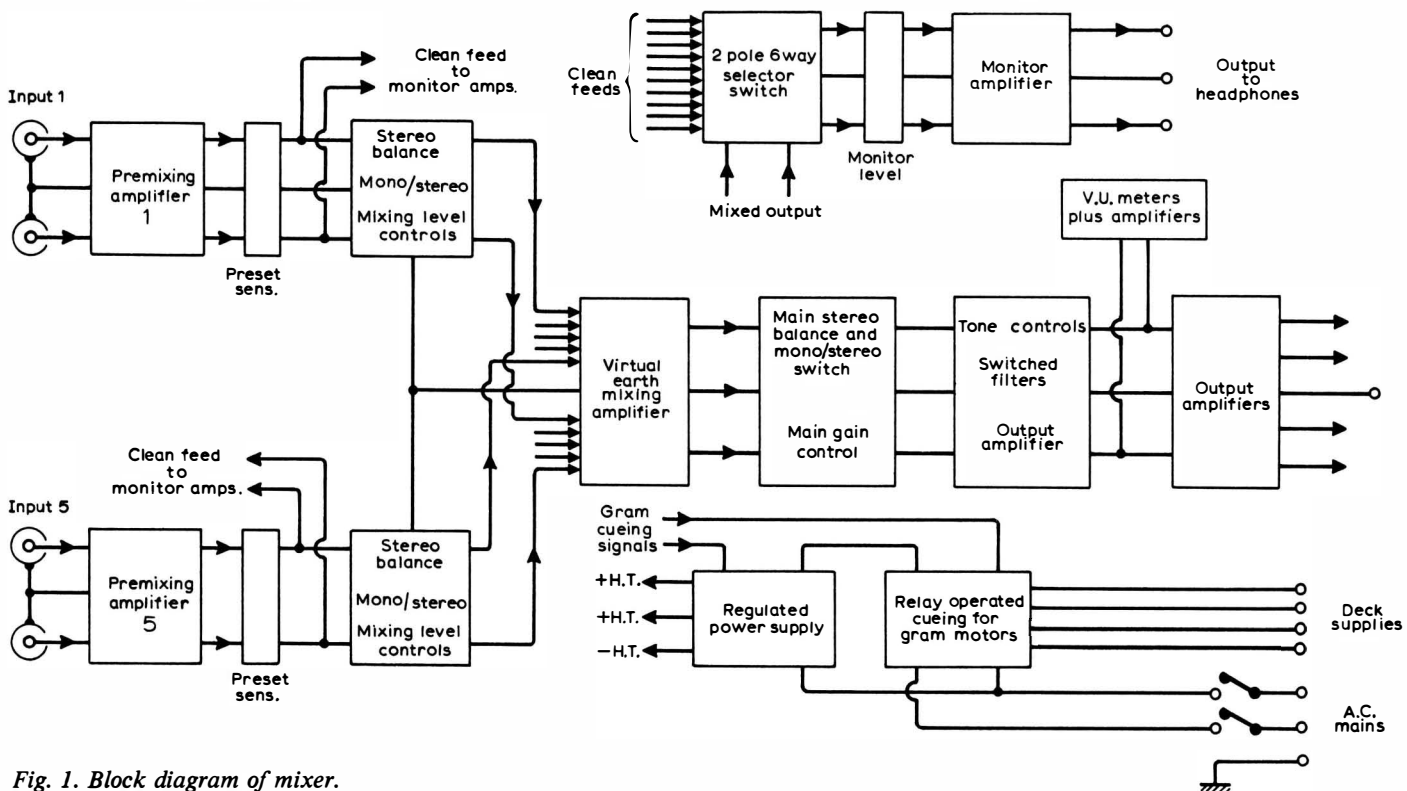 Input 1
Premixing
amplifier
1
Preset
sens.
Clean feed
to
monitor amps.
Stereo
balance
Mono/stereo
Mixing level
controls
Clean
feeds
2 pole 6way
selector
switch
Mixed output
Monitor
level
Monitor
amplifier
Output
to
headphones
V.U. meters
plus amplifiers
Virtual
earth
mixing
amplifier
Main stereo
balance and
mono/stereo
switch
Main gain
control
Tone controls
Switched
filters
Output
amplifier
Output
amplifiers
Clean feed
to
monitor amps.
Input 5
Premixing
amplifier
5
Preset
sens.
Stereo
balance
Mono/stereo
Mixing level
controls
Gram
cueing
signals
+H.T.
+H.T.
−H.T.
Regulated
power supply
Relay operated
cueing for
gram motors
Deck
supplies
A.C.
mains
Fig. 1. Block diagram of mixer.